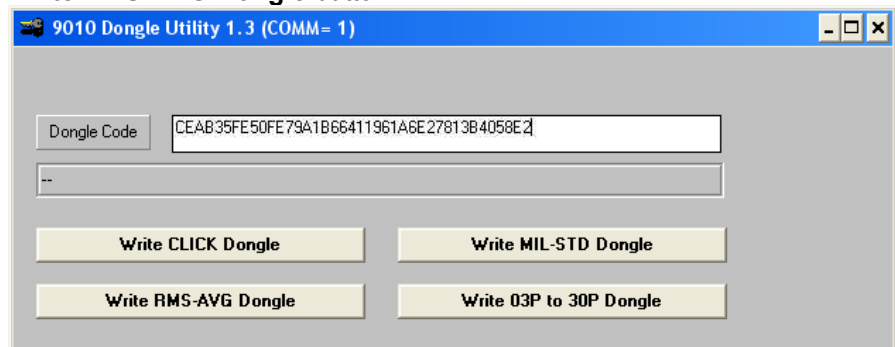 9010 Dongle Utility 1.3 (COMM= 1)
Dongle Code
CEAB35FE50FE79A1B66411961A6E27813B4058E2
--
Write CLICK Dongle
Write MIL-STD Dongle
Write RMS-AVG Dongle
Write 03P to 30P Dongle